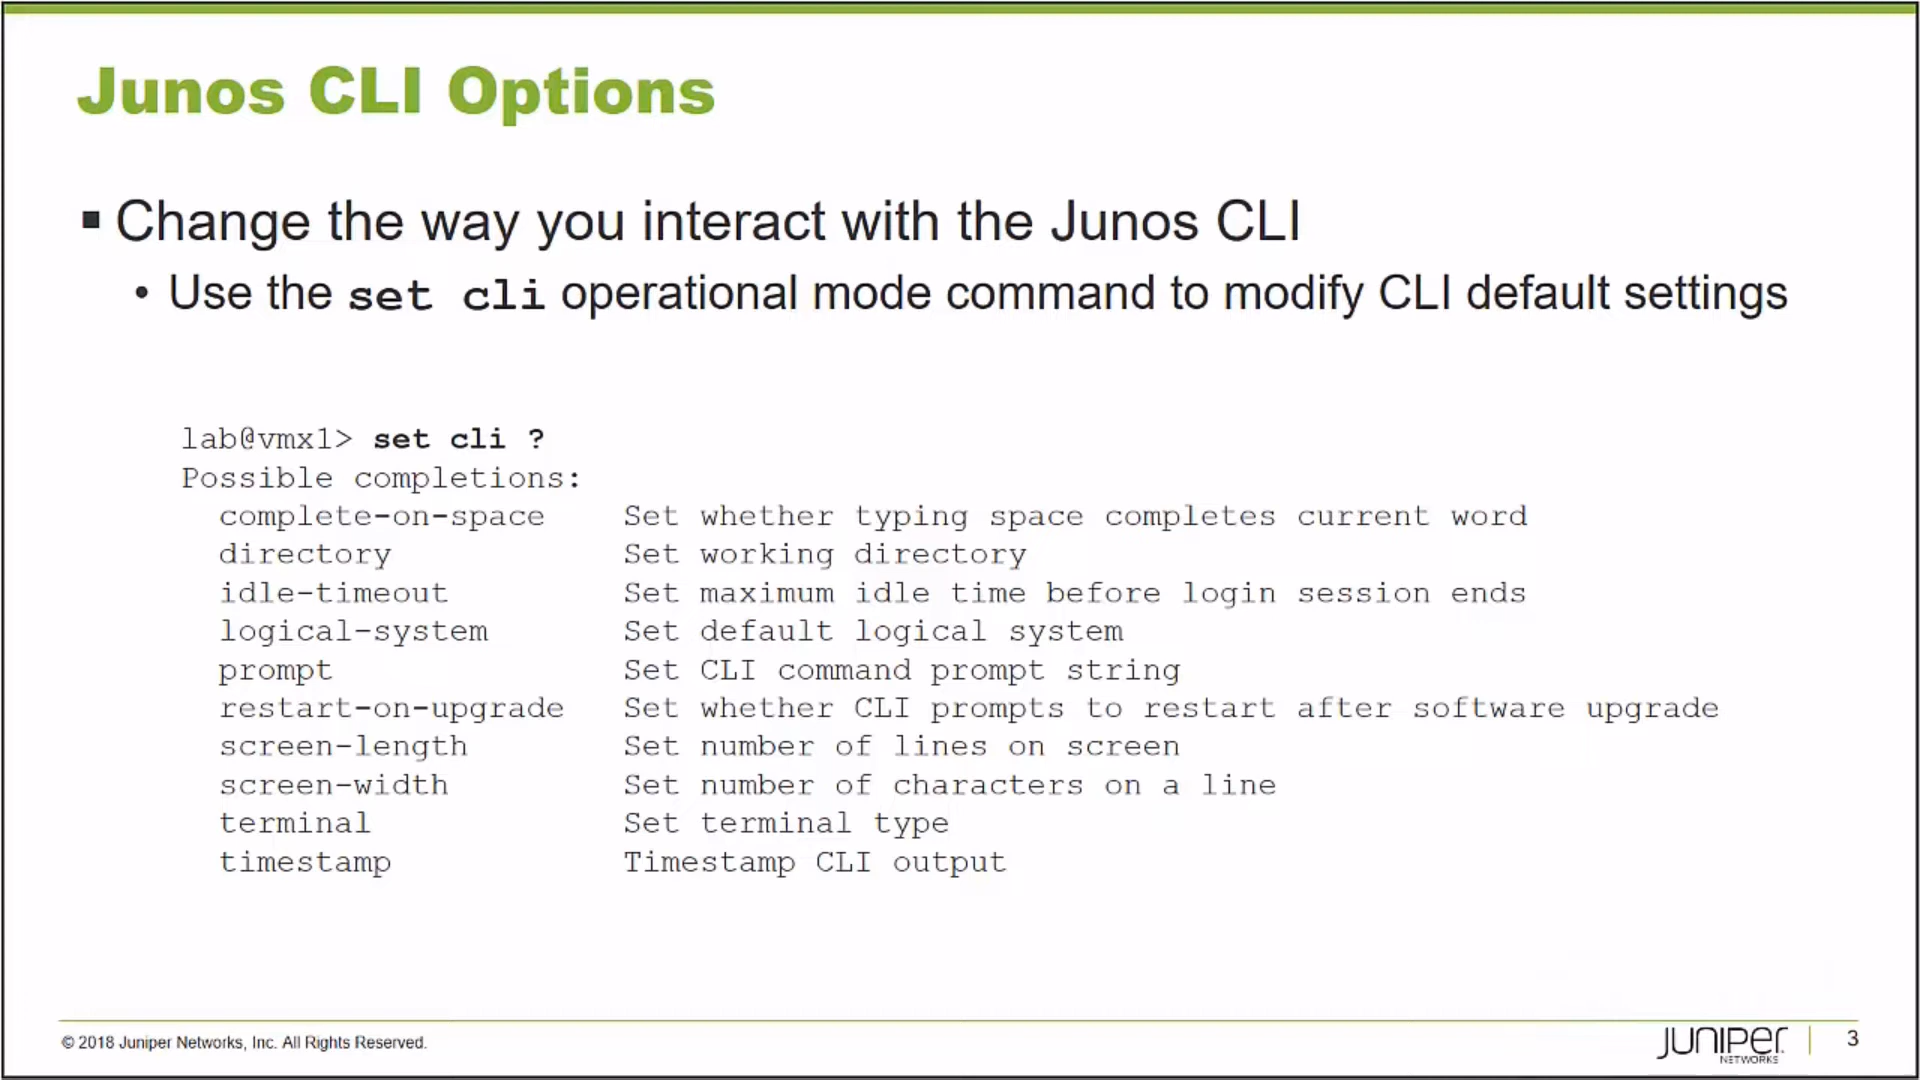 Junos CLI Options
▪ Change the way you interact with the Junos CLI
• Use the set cli operational mode command to modify CLI default settings
lab@vmx1> set cli ?
Possible completions:
complete-on-space Set whether typing space completes current word
directory Set working directory
idle-timeout Set maximum idle time before login session ends
logical-system Set default logical system
prompt Set CLI command prompt string
restart-on-upgrade Set whether CLI prompts to restart after software upgrade
screen-length Set number of lines on screen
screen-width Set number of characters on a line
terminal Set terminal type
timestamp Timestamp CLI output
© 2018 Juniper Networks, Inc. All Rights Reserved.
JUNIPEr
NETWORKS
3